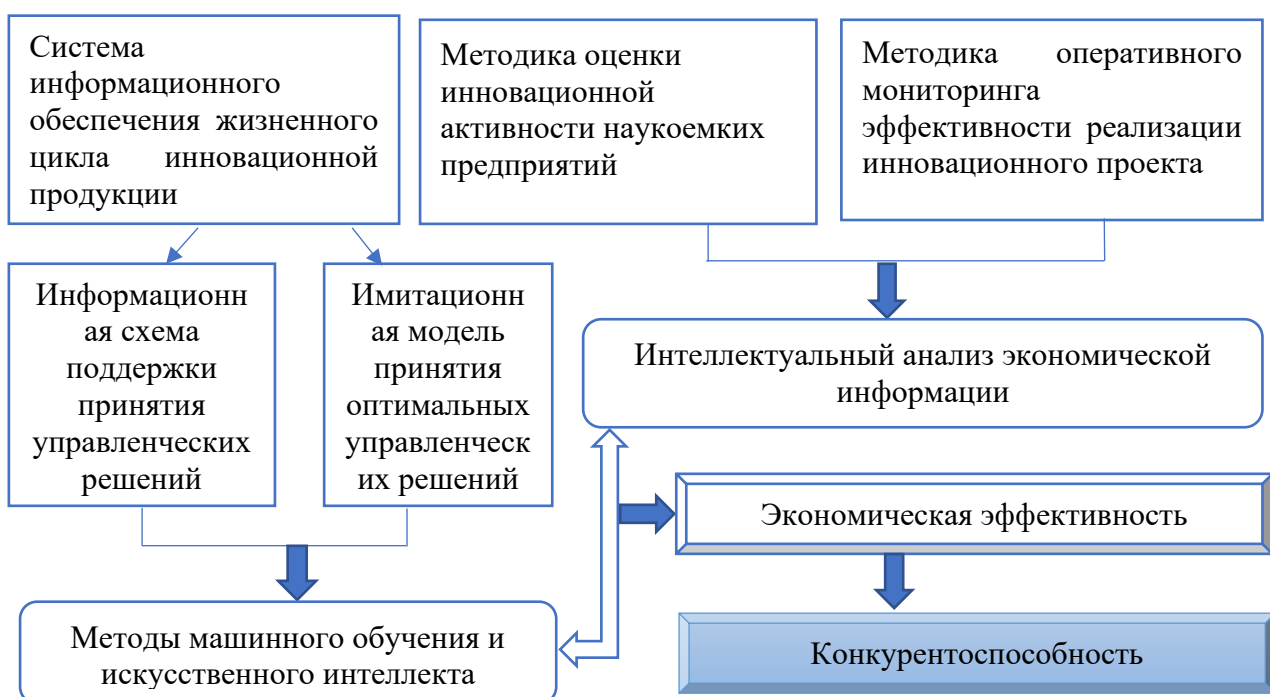 Система
информационного
обеспечения жизненного
цикла инновационной
продукции
Методика оценки
инновационной
активности наукоемких
предприятий
Методика оперативного
мониторинга
эффективности реализации
инновационного проекта
Информационн
ая схема
поддержки
принятия
управленческих
решений
Имитационн
ая модель
принятия
оптимальных
управленческ
их решений
Интеллектуальный анализ экономической
информации
Экономическая эффективность
Методы машинного обучения и
искусственного интеллекта
Конкурентоспособность